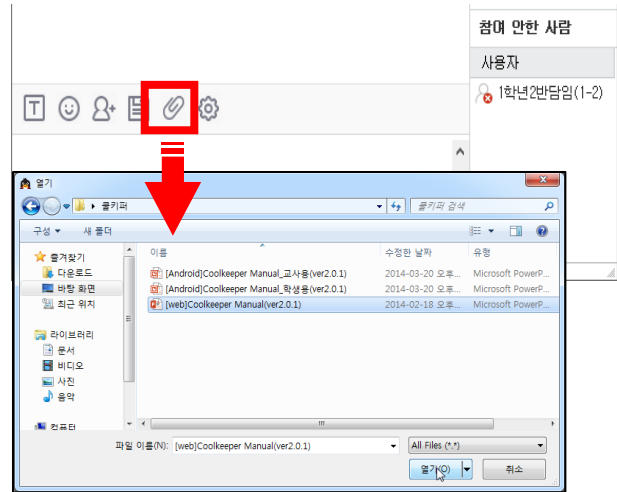 참여 안한 사람
사용자
1학년2반담임(1-2)
T
열기
쿨키퍼
쿨키퍼 검색
구성
새 폴더
이름
수정한 날짜
유형
즐겨찾기
다운로드
바탕 화면
최근 위치
라이브러리
문서
비디오
사진
음악
컴퓨터
[Android]Coolkeeper Manual_교사용(ver2.0.1)
2014-03-20 오후...
Microsoft PowerP...
[Android]Coolkeeper Manual_학생용(ver2.0.1)
2014-03-20 오후...
Microsoft PowerP...
[web]Coolkeeper Manual(ver2.0.1)
2014-02-18 오후...
Microsoft PowerP...
파일 이름(N):
[web]Coolkeeper Manual(ver2.0.1)
All Files (*.*)
열기(O)
취소